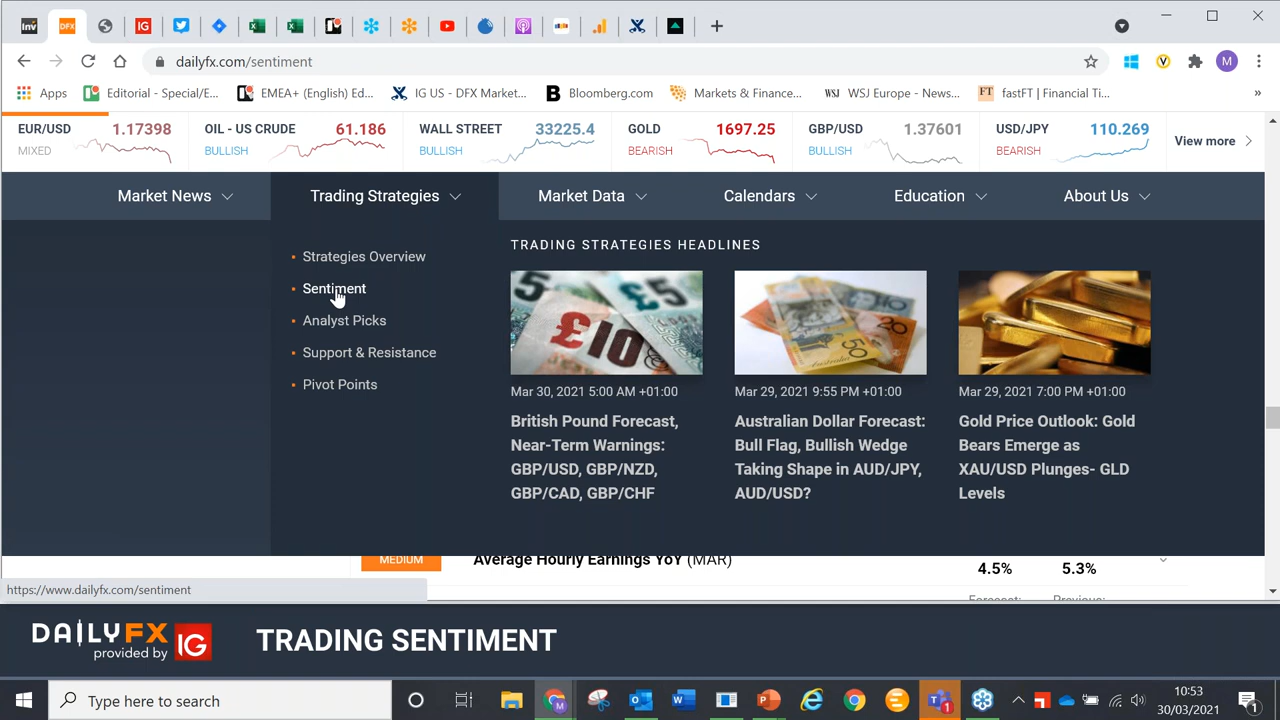 Inv
DFX
IG
dailyfx.com/sentiment
M
Apps
Editorial - Special/E...
EMEA+ (English) Ed...
IG US - DFX Market...
B
Bloomberg.com
Markets & Finance...
WSJ
WSJ Europe - News...
FT
fastFT | Financial Ti...
»
EUR/USD
1.17398
MIXED
OIL - US CRUDE
61.186
BULLISH
WALL STREET
33225.4
BULLISH
GOLD
1697.25
BEARISH
GBP/USD
1.37601
BULLISH
USD/JPY
110.269
BEARISH
View more
Market News
Trading Strategies
Market Data
Calendars
Education
About Us
Strategies Overview
Sentiment
Analyst Picks
Support & Resistance
Pivot Points
TRADING STRATEGIES HEADLINES
Mar 30, 2021 5:00 AM +01:00
British Pound Forecast,
Near-Term Warnings:
GBP/USD, GBP/NZD,
GBP/CAD, GBP/CHF
Mar 29, 2021 9:55 PM +01:00
Australian Dollar Forecast:
Bull Flag, Bullish Wedge
Taking Shape in AUD/JPY,
AUD/USD?
Mar 29, 2021 7:00 PM +01:00
Gold Price Outlook: Gold
Bears Emerge as
XAU/USD Plunges- GLD
Levels
MEDIUM
Average Hourly Earnings YoY (MAR)
4.5%
5.3%
Forecast:
Previous:
https://www.dailyfx.com/sentiment
DAILYFX
provided by
IG
TRADING SENTIMENT
Type here to search
10:53
30/03/2021